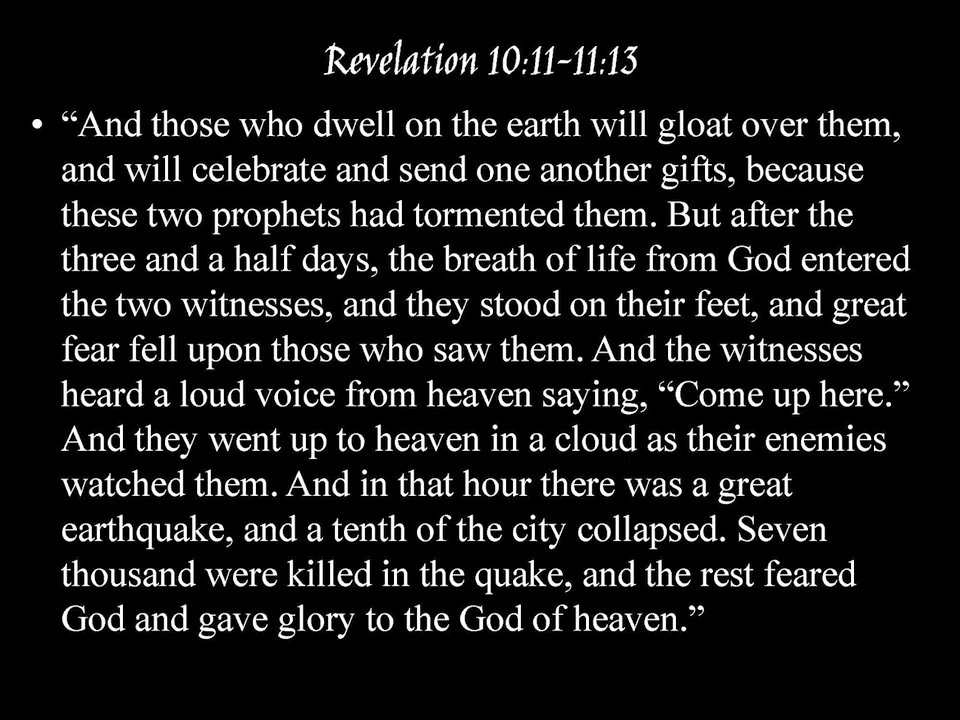 Revelation 10:11-11:13
• “And those who dwell on the earth will gloat over them,
and will celebrate and send one another gifts, because
these two prophets had tormented them. But after the
three and a half days, the breath of life from God entered
the two witnesses, and they stood on their feet, and great
fear fell upon those who saw them. And the witnesses
heard a loud voice from heaven saying, “Come up here.”
And they went up to heaven in a cloud as their enemies
watched them. And in that hour there was a great
earthquake, and a tenth of the city collapsed. Seven
thousand were killed in the quake, and the rest feared
God and gave glory to the God of heaven.”